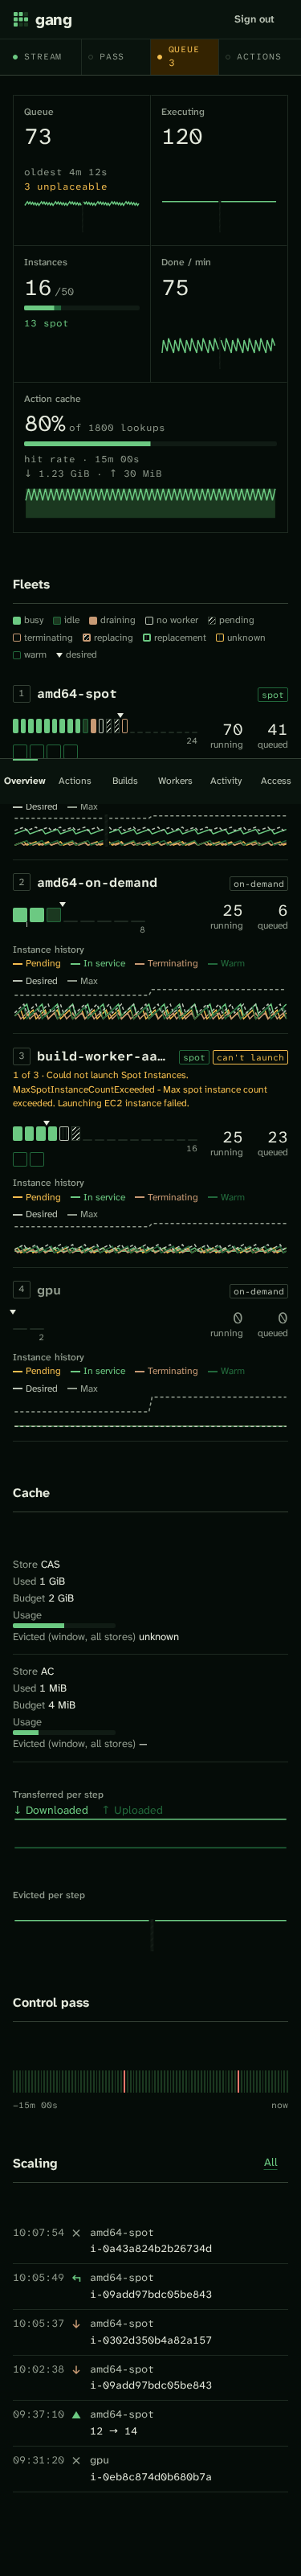 gang
Sign out
STREAM
PASS
QUEUE
3
ACTIONS
Queue
73
oldest 4m 12s
3 unplaceable
Executing
120
Instances
16 /50
13 spot
Done / min
75
Action cache
80% of 1800 lookups
hit rate · 15m 00s
↓ 1.23 GiB · ↑ 30 MiB
Fleets
busy idle draining no worker pending
terminating replacing replacement unknown
warm desired
1 amd64-spot spot
24
70 running
41 queued
Overview Actions Builds Workers Activity Access
Desired Max
2 amd64-on-demand on-demand
8
25 running
6 queued
Instance history
Pending In service Terminating Warm
Desired Max
3 build-worker-aa… spot can't launch
1 of 3 · Could not launch Spot Instances.
MaxSpotInstanceCountExceeded - Max spot instance count
exceeded. Launching EC2 instance failed.
16
25 running
23 queued
Instance history
Pending In service Terminating Warm
Desired Max
4 gpu on-demand
2
0 running
0 queued
Instance history
Pending In service Terminating Warm
Desired Max
Cache
Store CAS
Used 1 GiB
Budget 2 GiB
Usage
Evicted (window, all stores) unknown
Store AC
Used 1 MiB
Budget 4 MiB
Usage
Evicted (window, all stores) —
Transferred per step
↓ Downloaded ↑ Uploaded
Evicted per step
Control pass
−15m 00s now
Scaling All
10:07:54 × amd64-spot
i-0a43a824b2b26734d
10:05:49 amd64-spot
i-09add97bdc05be843
10:05:37 ↓ amd64-spot
i-0302d350b4a82a157
10:02:38 ↓ amd64-spot
i-09add97bdc05be843
09:37:10 ▲ amd64-spot
12 → 14
09:31:20 × gpu
i-0eb8c874d0b680b7a